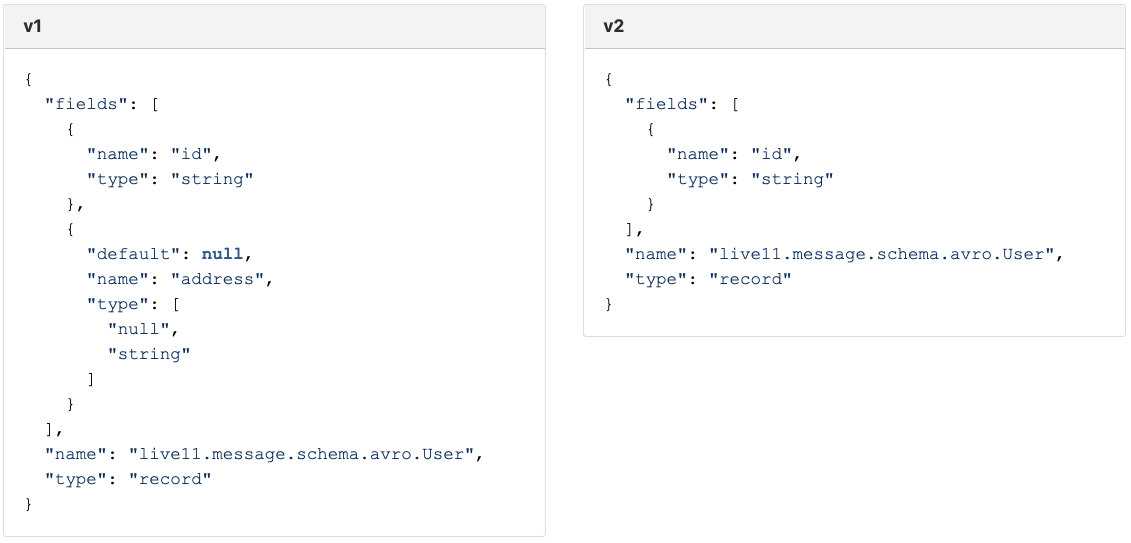 v1
{
  "fields": [
    {
      "name": "id",
      "type": "string"
    },
    {
      "default": null,
      "name": "address",
      "type": [
        "null",
        "string"
      ]
    }
  ],
  "name": "live11.message.schema.avro.User",
  "type": "record"
}
v2
{
  "fields": [
    {
      "name": "id",
      "type": "string"
    }
  ],
  "name": "live11.message.schema.avro.User",
  "type": "record"
}